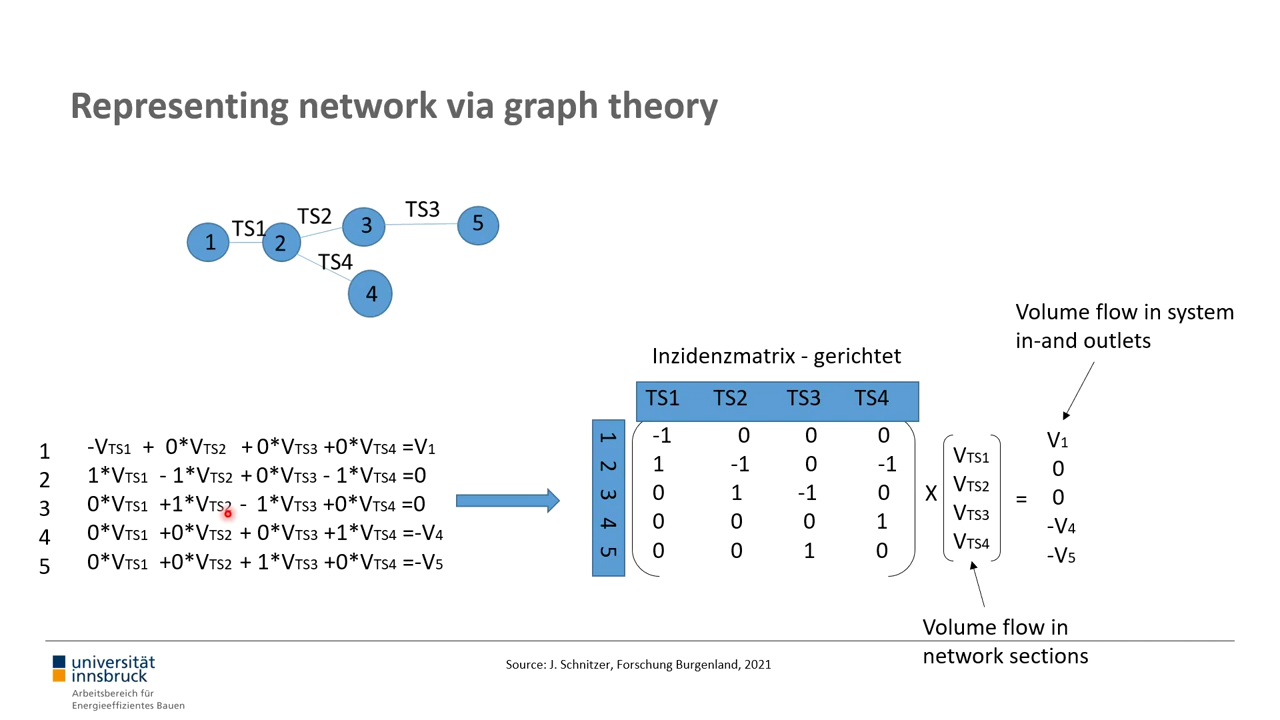 Representing network via graph theory
TS1
TS2
TS3
TS4
1
2
3
5
4
Volume flow in system
in-and outlets
Inzidenzmatrix - gerichtet
TS1 TS2 TS3 TS4
1 -VTS1 + 0*VTS2 +0*VTS3 +0*VTS4 =V1
2 1*VTS1 - 1*VTS2 +0*VTS3 - 1*VTS4 =0
3 0*VTS1 +1*VTS2 - 1*VTS3 +0*VTS4 =0
4 0*VTS1 +0*VTS2 + 0*VTS3 +1*VTS4 =-V4
5 0*VTS1 +0*VTS2 + 1*VTS3 +0*VTS4 =-V5
1 -1 0 0 0
2 1 -1 0 -1
3 0 1 -1 0
4 0 0 0 1
5 0 0 1 0
X
VTS1
VTS2
VTS3
VTS4
=
V1
0
0
-V4
-V5
Volume flow in
network sections
universität
innsbruck
Arbeitsbereich für
Energieeffizientes Bauen
Source: J. Schnitzer, Forschung Burgenland, 2021